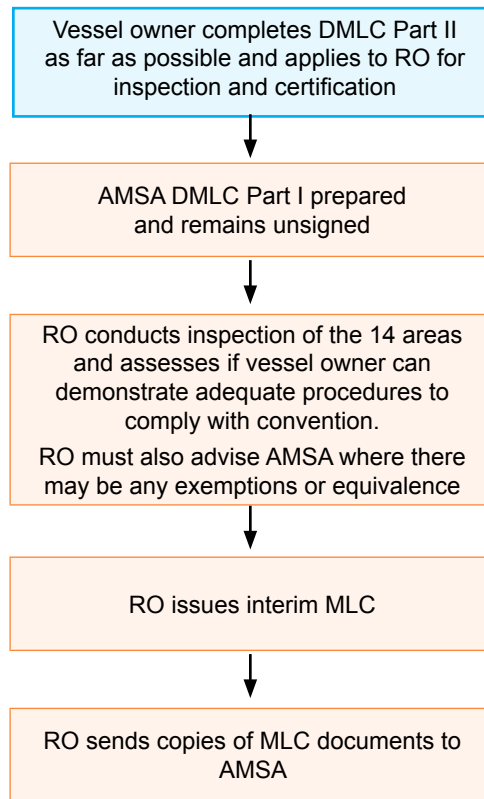 Vessel owner completes DMLC Part II
as far as possible and applies to RO for
inspection and certification
AMSA DMLC Part I prepared
and remains unsigned
RO conducts inspection of the 14 areas
and assesses if vessel owner can
demonstrate adequate procedures to
comply with convention.
RO must also advise AMSA where there
may be any exemptions or equivalence
RO issues interim MLC
RO sends copies of MLC documents to
AMSA